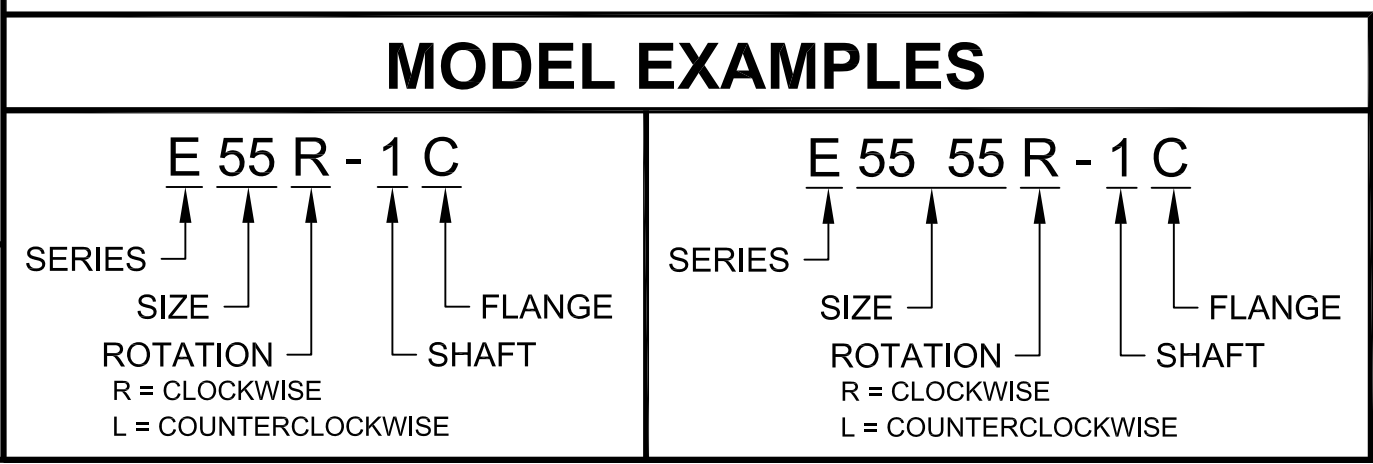 MODEL EXAMPLES
E 55 R - 1 C
SERIES
SIZE
FLANGE
ROTATION
SHAFT
R = CLOCKWISE
L = COUNTERCLOCKWISE
E 55 55 R - 1 C
SERIES
SIZE
FLANGE
ROTATION
SHAFT
R = CLOCKWISE
L = COUNTERCLOCKWISE